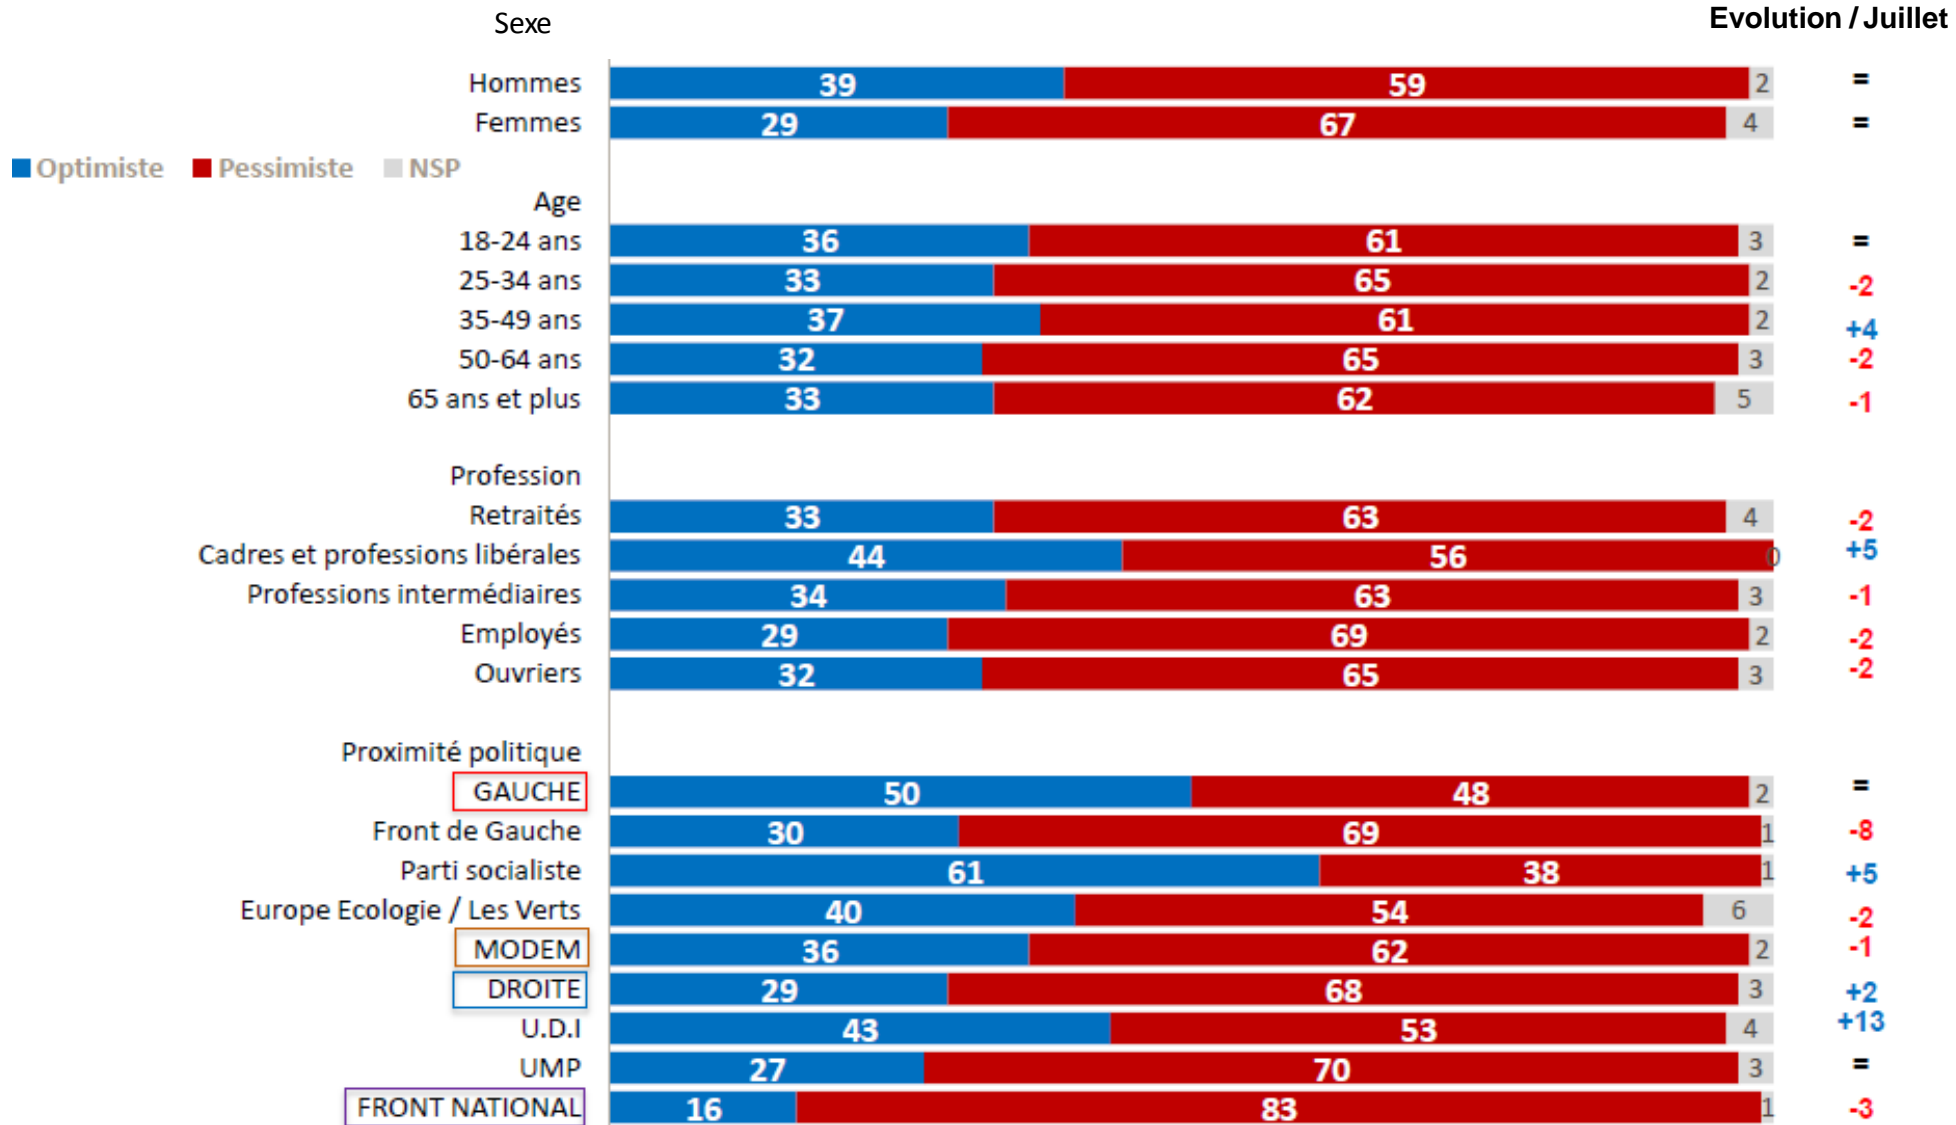 Sexe Evolution / Juillet
Hommes 39 59 2 =
Femmes 29 67 4 =
Optimiste Pessimiste NSP
Age
18-24 ans 36 61 3 =
25-34 ans 33 65 2 -2
35-49 ans 37 61 2 +4
50-64 ans 32 65 3 -2
65 ans et plus 33 62 5 -1
Profession
Retraités 33 63 4 -2
Cadres et professions libérales 44 56 0 +5
Professions intermédiaires 34 63 3 -1
Employés 29 69 2 -2
Ouvriers 32 65 3 -2
Proximité politique
GAUCHE 50 48 2 =
Front de Gauche 30 69 1 -8
Parti socialiste 61 38 1 +5
Europe Ecologie / Les Verts 40 54 6 -2
MODEM 36 62 2 -1
DROITE 29 68 3 +2
U.D.I 43 53 4 +13
UMP 27 70 3 =
FRONT NATIONAL 16 83 1 -3